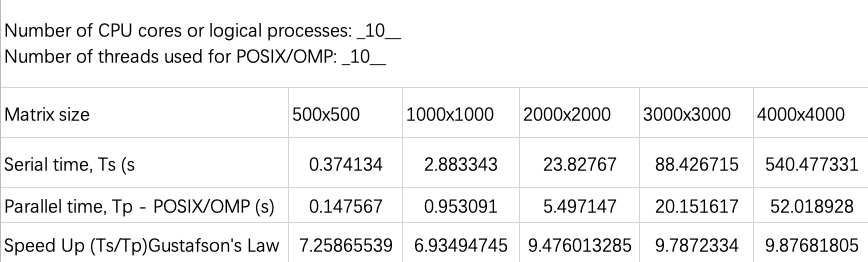 Number of CPU cores or logical processes: _10__
Number of threads used for POSIX/OMP: _10__
Matrix size 500x500 1000x1000 2000x2000 3000x3000 4000x4000
Serial time, Ts (s 0.374134 2.883343 23.82767 88.426715 540.477331
Parallel time, Tp - POSIX/OMP (s) 0.147567 0.953091 5.497147 20.151617 52.018928
Speed Up (Ts/Tp)Gustafson's Law 7.25865539 6.93494745 9.476013285 9.7872334 9.87681805